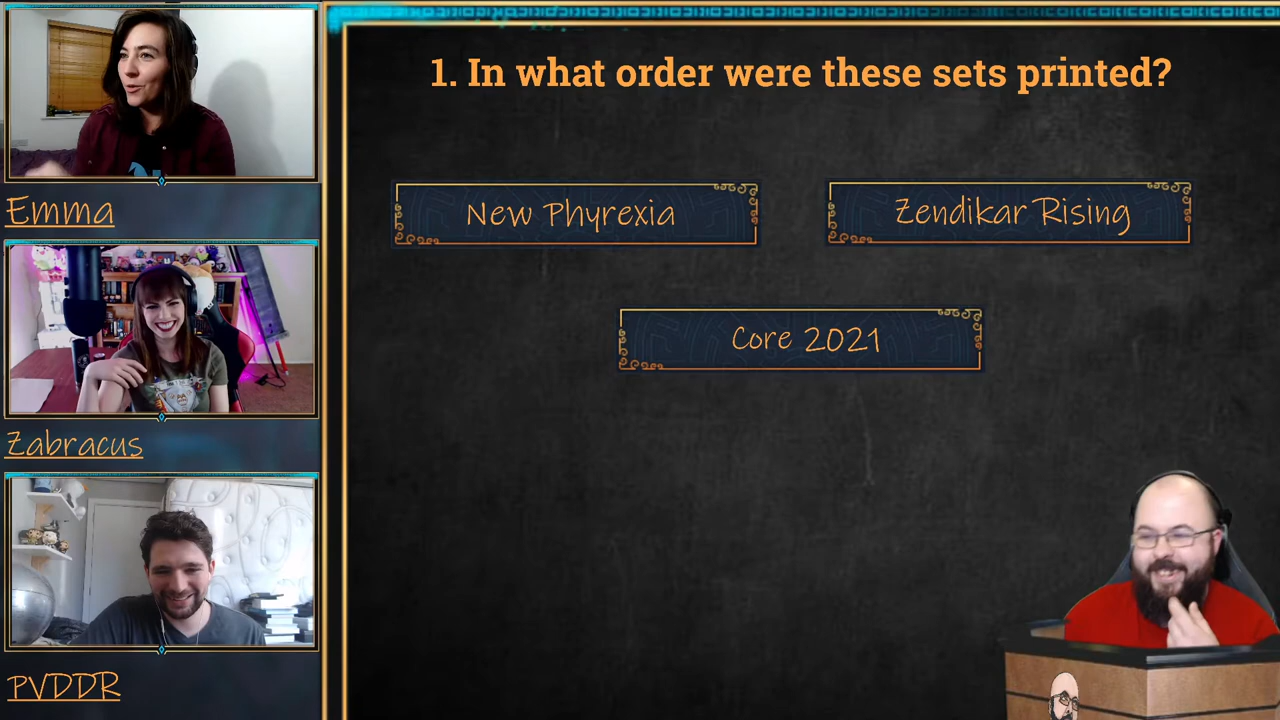 1. In what order were these sets printed?
New Phyrexia
Zendikar Rising
Core 2021
Emma
Zabracus
PVDDR